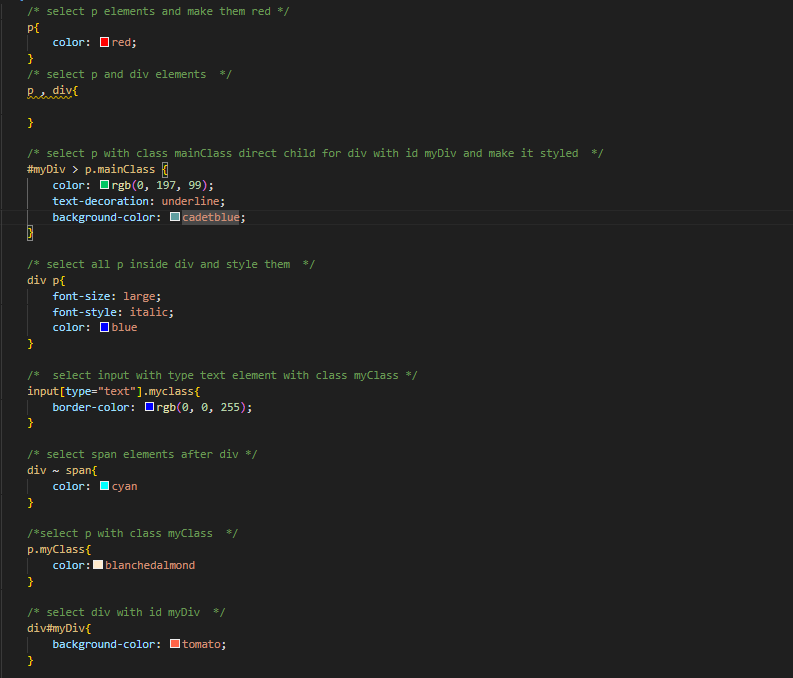 /* select p elements and make them red */
p{
    color: red;
}
/* select p and div elements  */
p , div{

}

/* select p with class mainClass direct child for div with id myDiv and make it styled  */
#myDiv > p.mainClass {
    color: rgb(0, 197, 99);
    text-decoration: underline;
    background-color: cadetblue;
}

/* select all p inside div and style them  */
div p{
    font-size: large;
    font-style: italic;
    color: blue
}

/*  select input with type text element with class myClass */
input[type="text"].myclass{
    border-color: rgb(0, 0, 255);
}

/* select span elements after div */
div ~ span{
    color: cyan
}

/*select p with class myClass  */
p.myClass{
    color:blanchedalmond
}

/* select div with id myDiv  */
div#myDiv{
    background-color: tomato;
}